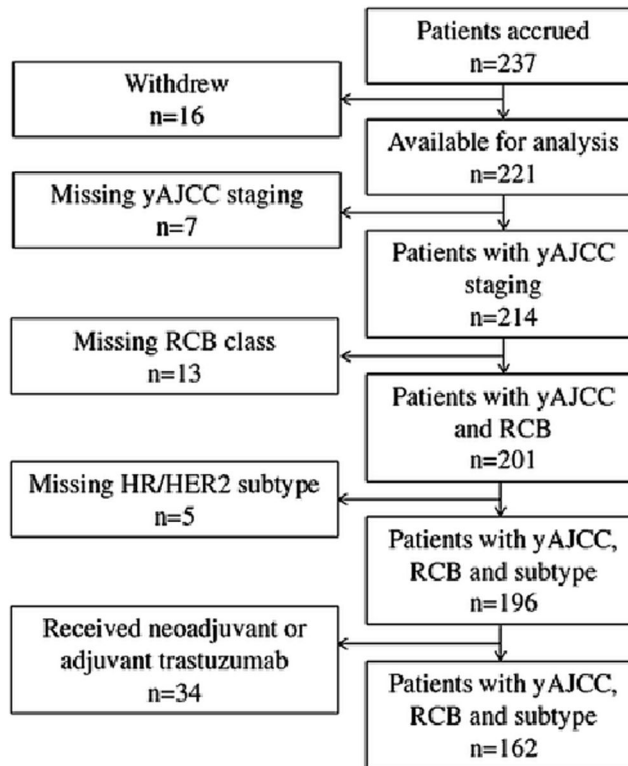 Patients accrued
n=237
Withdrew
n=16
Available for analysis
n=221
Missing yAJCC staging
n=7
Patients with yAJCC
staging
n=214
Missing RCB class
n=13
Patients with yAJCC
and RCB
n=201
Missing HR/HER2 subtype
n=5
Patients with yAJCC,
RCB and subtype
n=196
Received neoadjuvant or
adjuvant trastuzumab
n=34
Patients with yAJCC,
RCB and subtype
n=162